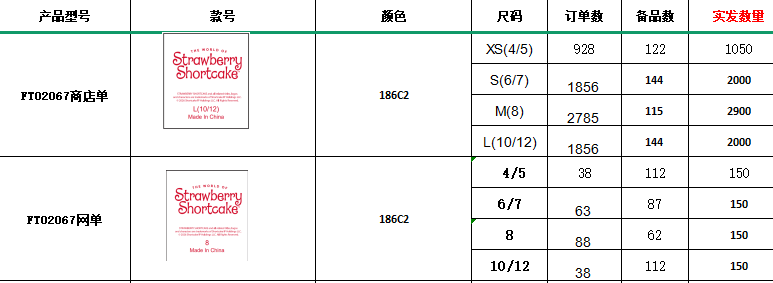 产品型号 款号 颜色 尺码 订单数 备品数 实发数量
FT02067商店单
THE WORLD OF
Strawberry
Shortcake
L(10/12)
Made In China
186C2
XS(4/5) 928 122 1050
S(6/7) 1856 144 2000
M(8) 2785 115 2900
L(10/12) 1856 144 2000
FT02067网单
THE WORLD OF
Strawberry
Shortcake
8
Made In China
186C2
4/5 38 112 150
6/7 63 87 150
8 88 62 150
10/12 38 112 150